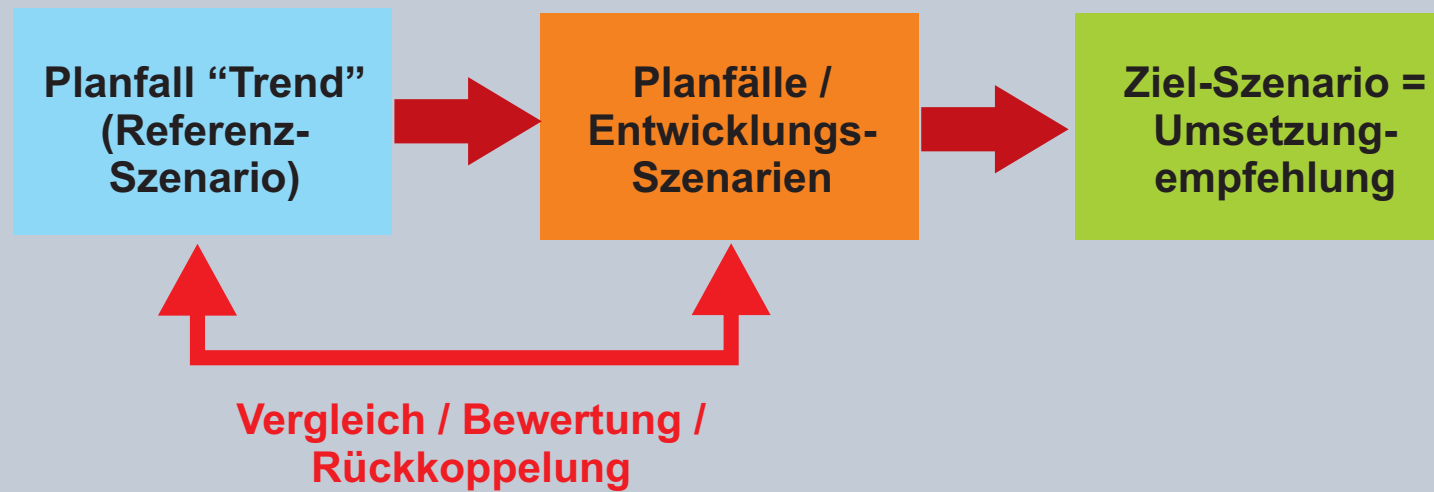 Planfall “Trend”
(Referenz-
Szenario)
Planfälle /
Entwicklungs-
Szenarien
Ziel-Szenario =
Umsetzung-
empfehlung
Vergleich / Bewertung /
Rückkoppelung